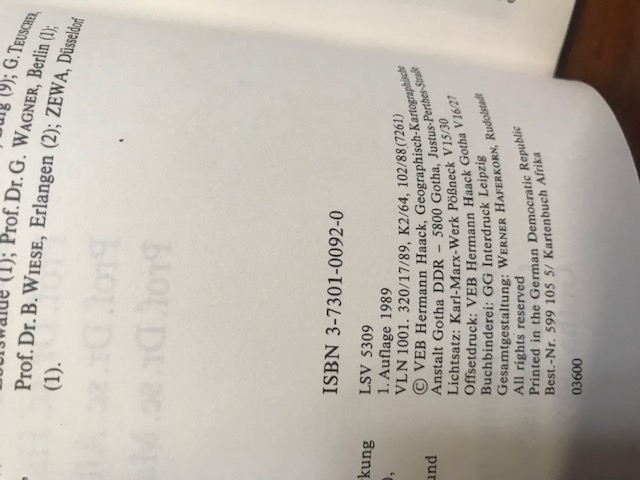 (9); G. TEUSCHER,
Eberswalde (1); Prof. Dr. G. WAGNER, Berlin (1);
Prof. Dr. B. WIESE, Erlangen (2); ZEWA, Düsseldorf
(1).
ISBN 3-7301-0092-0
LSV 5309
1. Auflage 1989
VLN 1001. 320/17/89, K2/64, 102/88 (7261)
© VEB Hermann Haack, Geographisch-Kartographische
Anstalt Gotha DDR – 5800 Gotha, Justus-Perthes-Straße
Lichtsatz: Karl-Marx-Werk Pößneck V15/30
Offsetdruck: VEB Hermann Haack Gotha V16/27
Buchbinderei: GG Interdruck Leipzig
Gesamtgestaltung: WERNER HAFERKORN, Rudolstadt
All rights reserved
Printed in the German Democratic Republic
Best.-Nr. 599 105 5/ Kartenbuch Afrika
03600
und